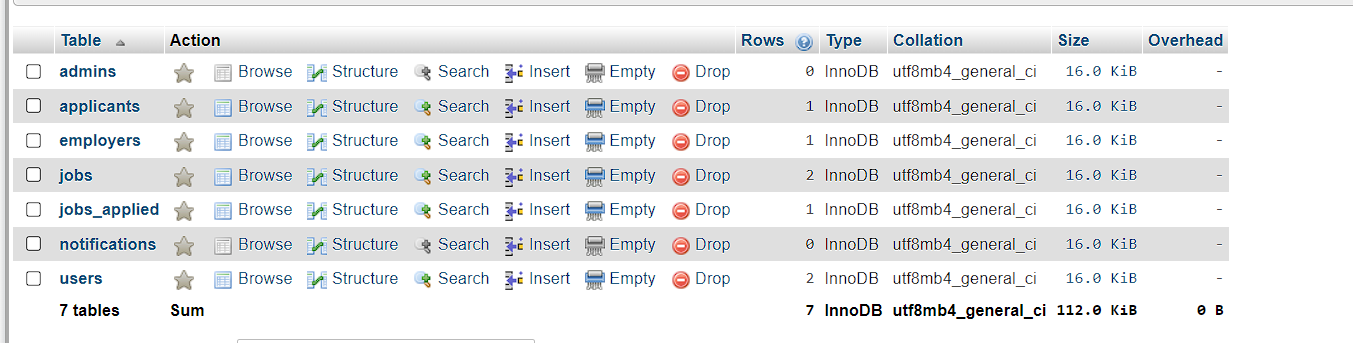 Table Action Rows Type Collation Size Overhead
admins Browse Structure Search Insert Empty Drop 0 InnoDB utf8mb4_general_ci 16.0 KiB -
applicants Browse Structure Search Insert Empty Drop 1 InnoDB utf8mb4_general_ci 16.0 KiB -
employers Browse Structure Search Insert Empty Drop 1 InnoDB utf8mb4_general_ci 16.0 KiB -
jobs Browse Structure Search Insert Empty Drop 2 InnoDB utf8mb4_general_ci 16.0 KiB -
jobs_applied Browse Structure Search Insert Empty Drop 1 InnoDB utf8mb4_general_ci 16.0 KiB -
notifications Browse Structure Search Insert Empty Drop 0 InnoDB utf8mb4_general_ci 16.0 KiB -
users Browse Structure Search Insert Empty Drop 2 InnoDB utf8mb4_general_ci 16.0 KiB -
7 tables Sum 7 InnoDB utf8mb4_general_ci 112.0 KiB 0 B